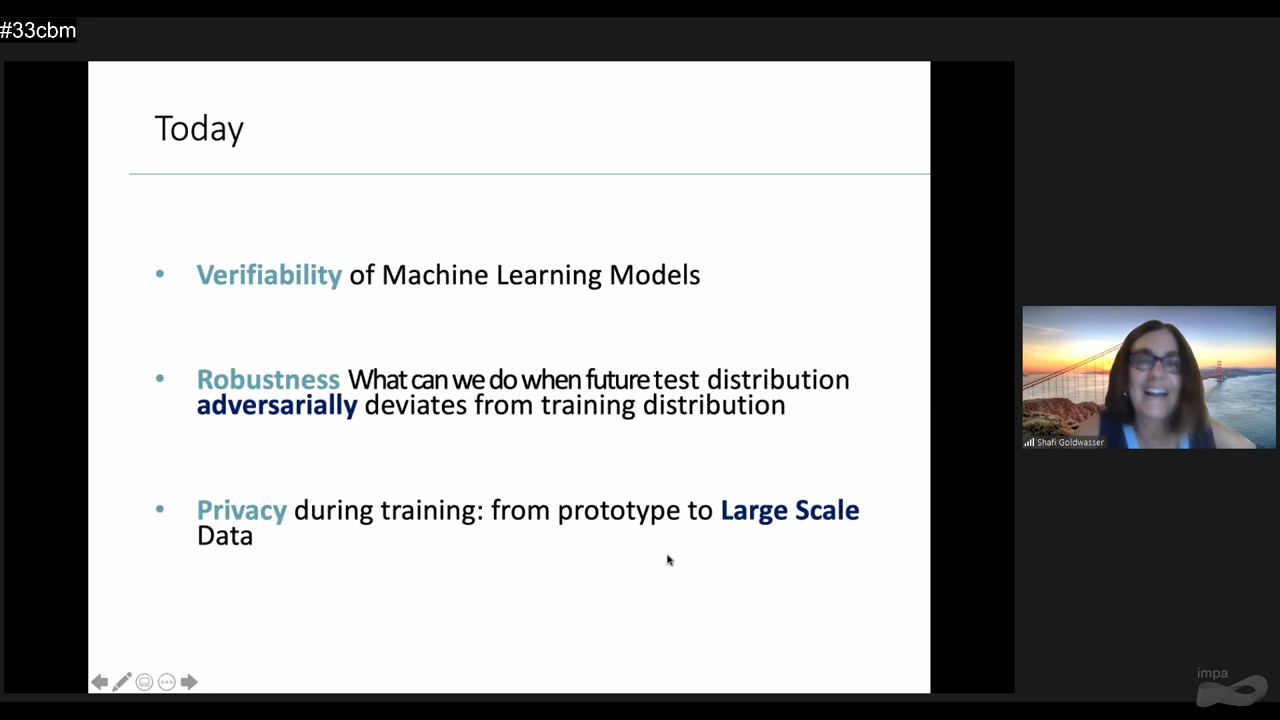 #33cbm
Today
• Verifiability of Machine Learning Models
• Robustness What can we do when future test distribution
adversarially deviates from training distribution
• Privacy during training: from prototype to Large Scale
Data
Shafi Goldwasser
impa